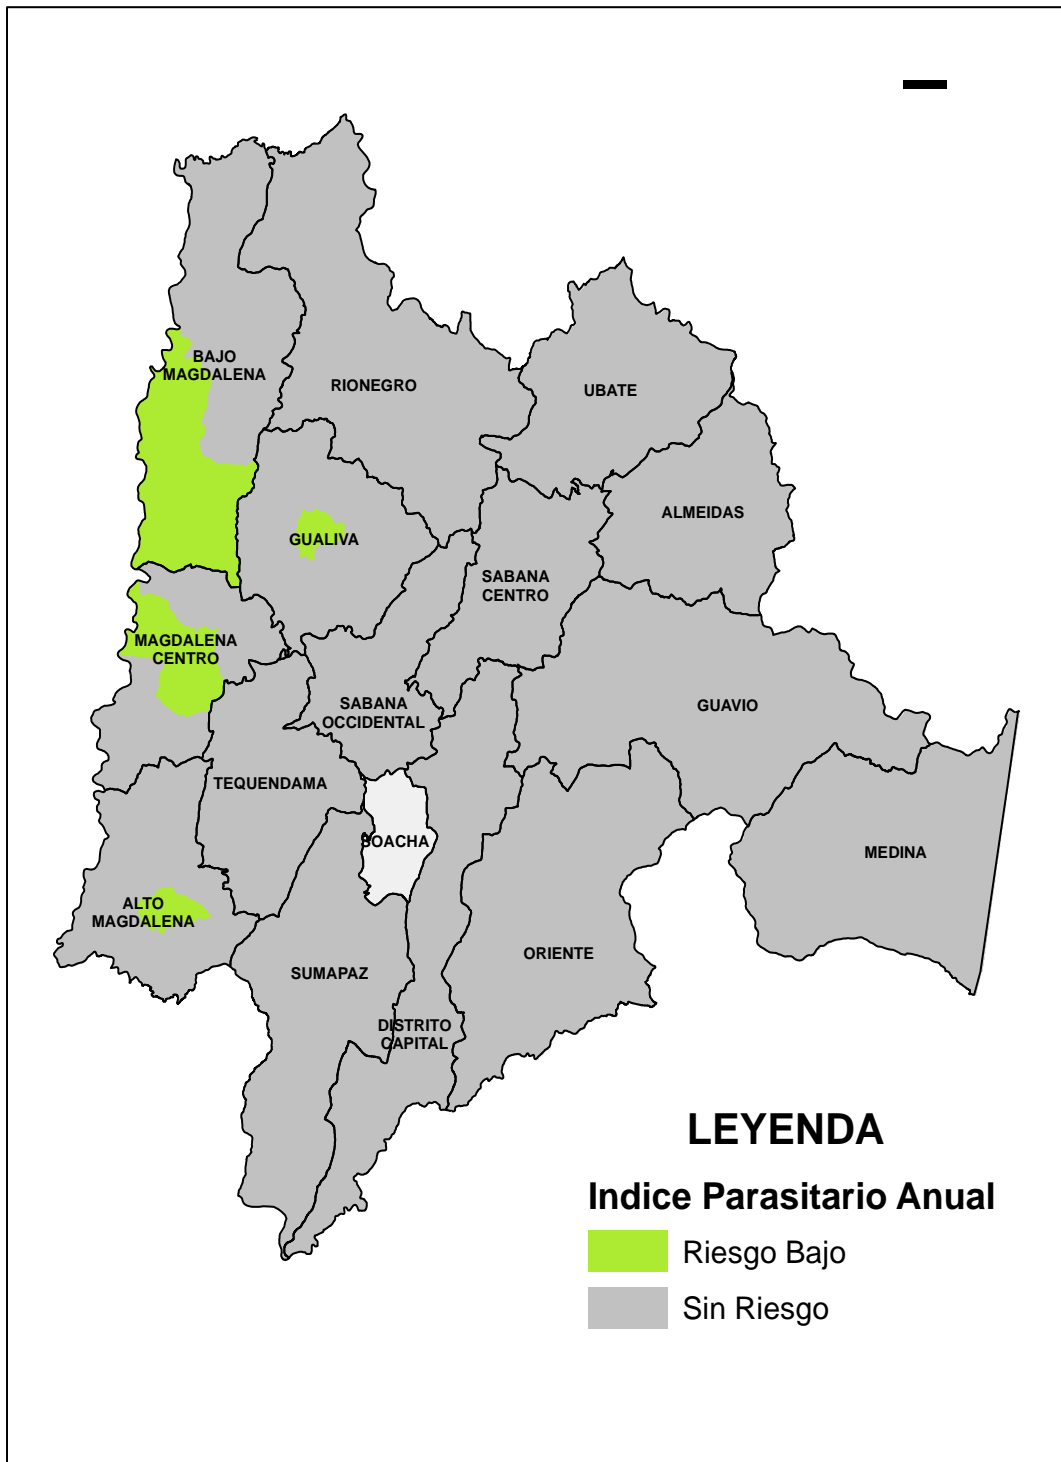 BAJO
MAGDALENA
RIONEGRO
UBATE
ALMEIDAS
GUALIVA
SABANA
CENTRO
MAGDALENA
CENTRO
SABANA
OCCIDENTAL
GUAVIO
TEQUENDAMA
SOACHA
MEDINA
ALTO
MAGDALENA
ORIENTE
SUMAPAZ
DISTRITO
CAPITAL
LEYENDA
Indice Parasitario Anual
Riesgo Bajo
Sin Riesgo